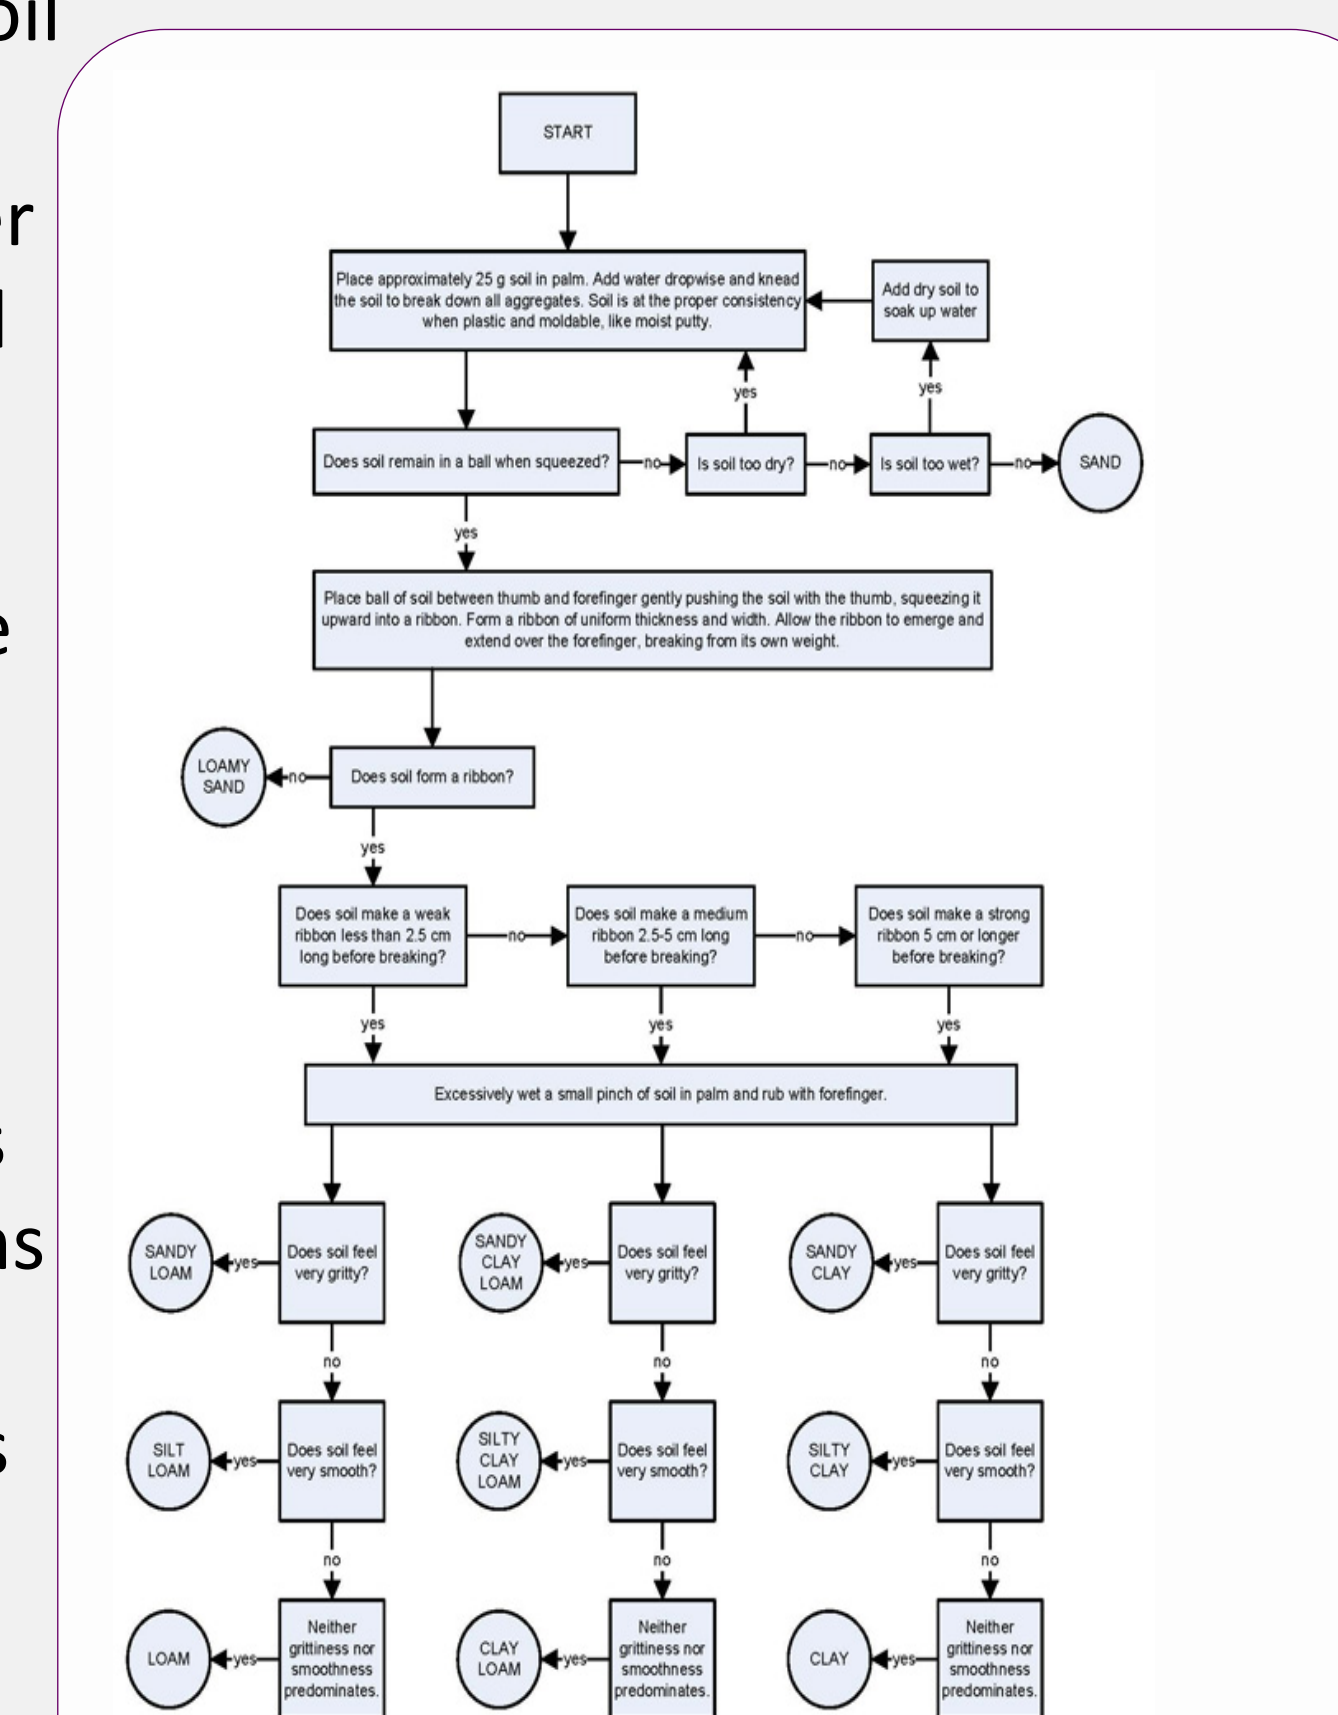 oil
er
l
e
s
ns
s
START
Place approximately 25 g soil in palm. Add water dropwise and knead
the soil to break down all aggregates. Soil is at the proper consistency
when plastic and moldable, like moist putty.
Add dry soil to
soak up water
yes
yes
Does soil remain in a ball when squeezed?
no
Is soil too dry?
no
Is soil too wet?
no
SAND
yes
Place ball of soil between thumb and forefinger gently pushing the soil with the thumb, squeezing it
upward into a ribbon. Form a ribbon of uniform thickness and width. Allow the ribbon to emerge and
extend over the forefinger, breaking from its own weight.
LOAMY
SAND
no
Does soil form a ribbon?
yes
Does soil make a weak
ribbon less than 2.5 cm
long before breaking?
no
Does soil make a medium
ribbon 2.5-5 cm long
before breaking?
no
Does soil make a strong
ribbon 5 cm or longer
before breaking?
yes
yes
yes
Excessively wet a small pinch of soil in palm and rub with forefinger.
SANDY
LOAM
yes
Does soil feel
very gritty?
SANDY
CLAY
LOAM
yes
Does soil feel
very gritty?
SANDY
CLAY
yes
Does soil feel
very gritty?
no
no
no
SILT
LOAM
yes
Does soil feel
very smooth?
SILTY
CLAY
LOAM
yes
Does soil feel
very smooth?
SILTY
CLAY
yes
Does soil feel
very smooth?
no
no
no
LOAM
yes
Neither
grittiness nor
smoothness
predominates.
CLAY
LOAM
yes
Neither
grittiness nor
smoothness
predominates.
CLAY
yes
Neither
grittiness nor
smoothness
predominates.